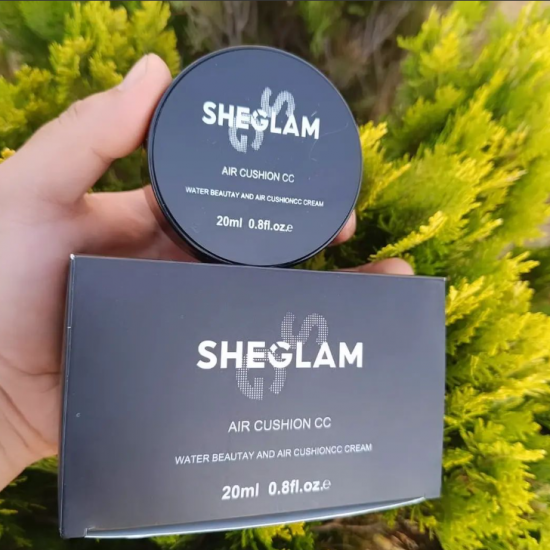 SHEGLAM
AIR CUSHION CC
WATER BEAUTAY AND AIR CUSHIONCC CREAM
20ml 0.8fl.oz.e
SHEGLAM
AIR CUSHION CC
WATER BEAUTAY AND AIR CUSHIONCC CREAM
20ml 0.8fl.oz.e